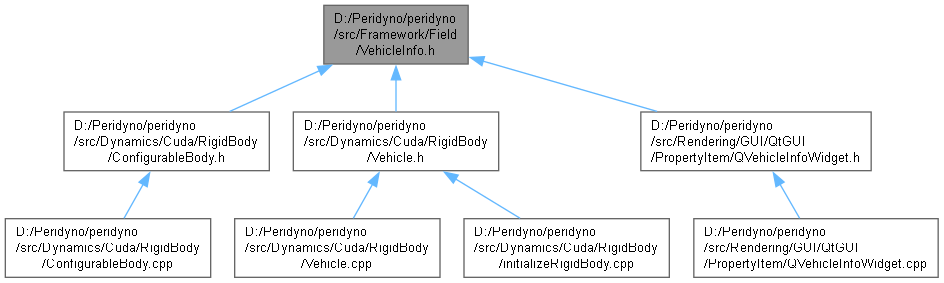 D:/Peridyno/peridyno
/src/Framework/Field
/VehicleInfo.h
D:/Peridyno/peridyno
/src/Dynamics/Cuda/RigidBody
/ConfigurableBody.h
D:/Peridyno/peridyno
/src/Dynamics/Cuda/RigidBody
/Vehicle.h
D:/Peridyno/peridyno
/src/Rendering/GUI/QtGUI
/PropertyItem/QVehicleInfoWidget.h
D:/Peridyno/peridyno
/src/Dynamics/Cuda/RigidBody
/ConfigurableBody.cpp
D:/Peridyno/peridyno
/src/Dynamics/Cuda/RigidBody
/Vehicle.cpp
D:/Peridyno/peridyno
/src/Dynamics/Cuda/RigidBody
/initializeRigidBody.cpp
D:/Peridyno/peridyno
/src/Rendering/GUI/QtGUI
/PropertyItem/QVehicleInfoWidget.cpp